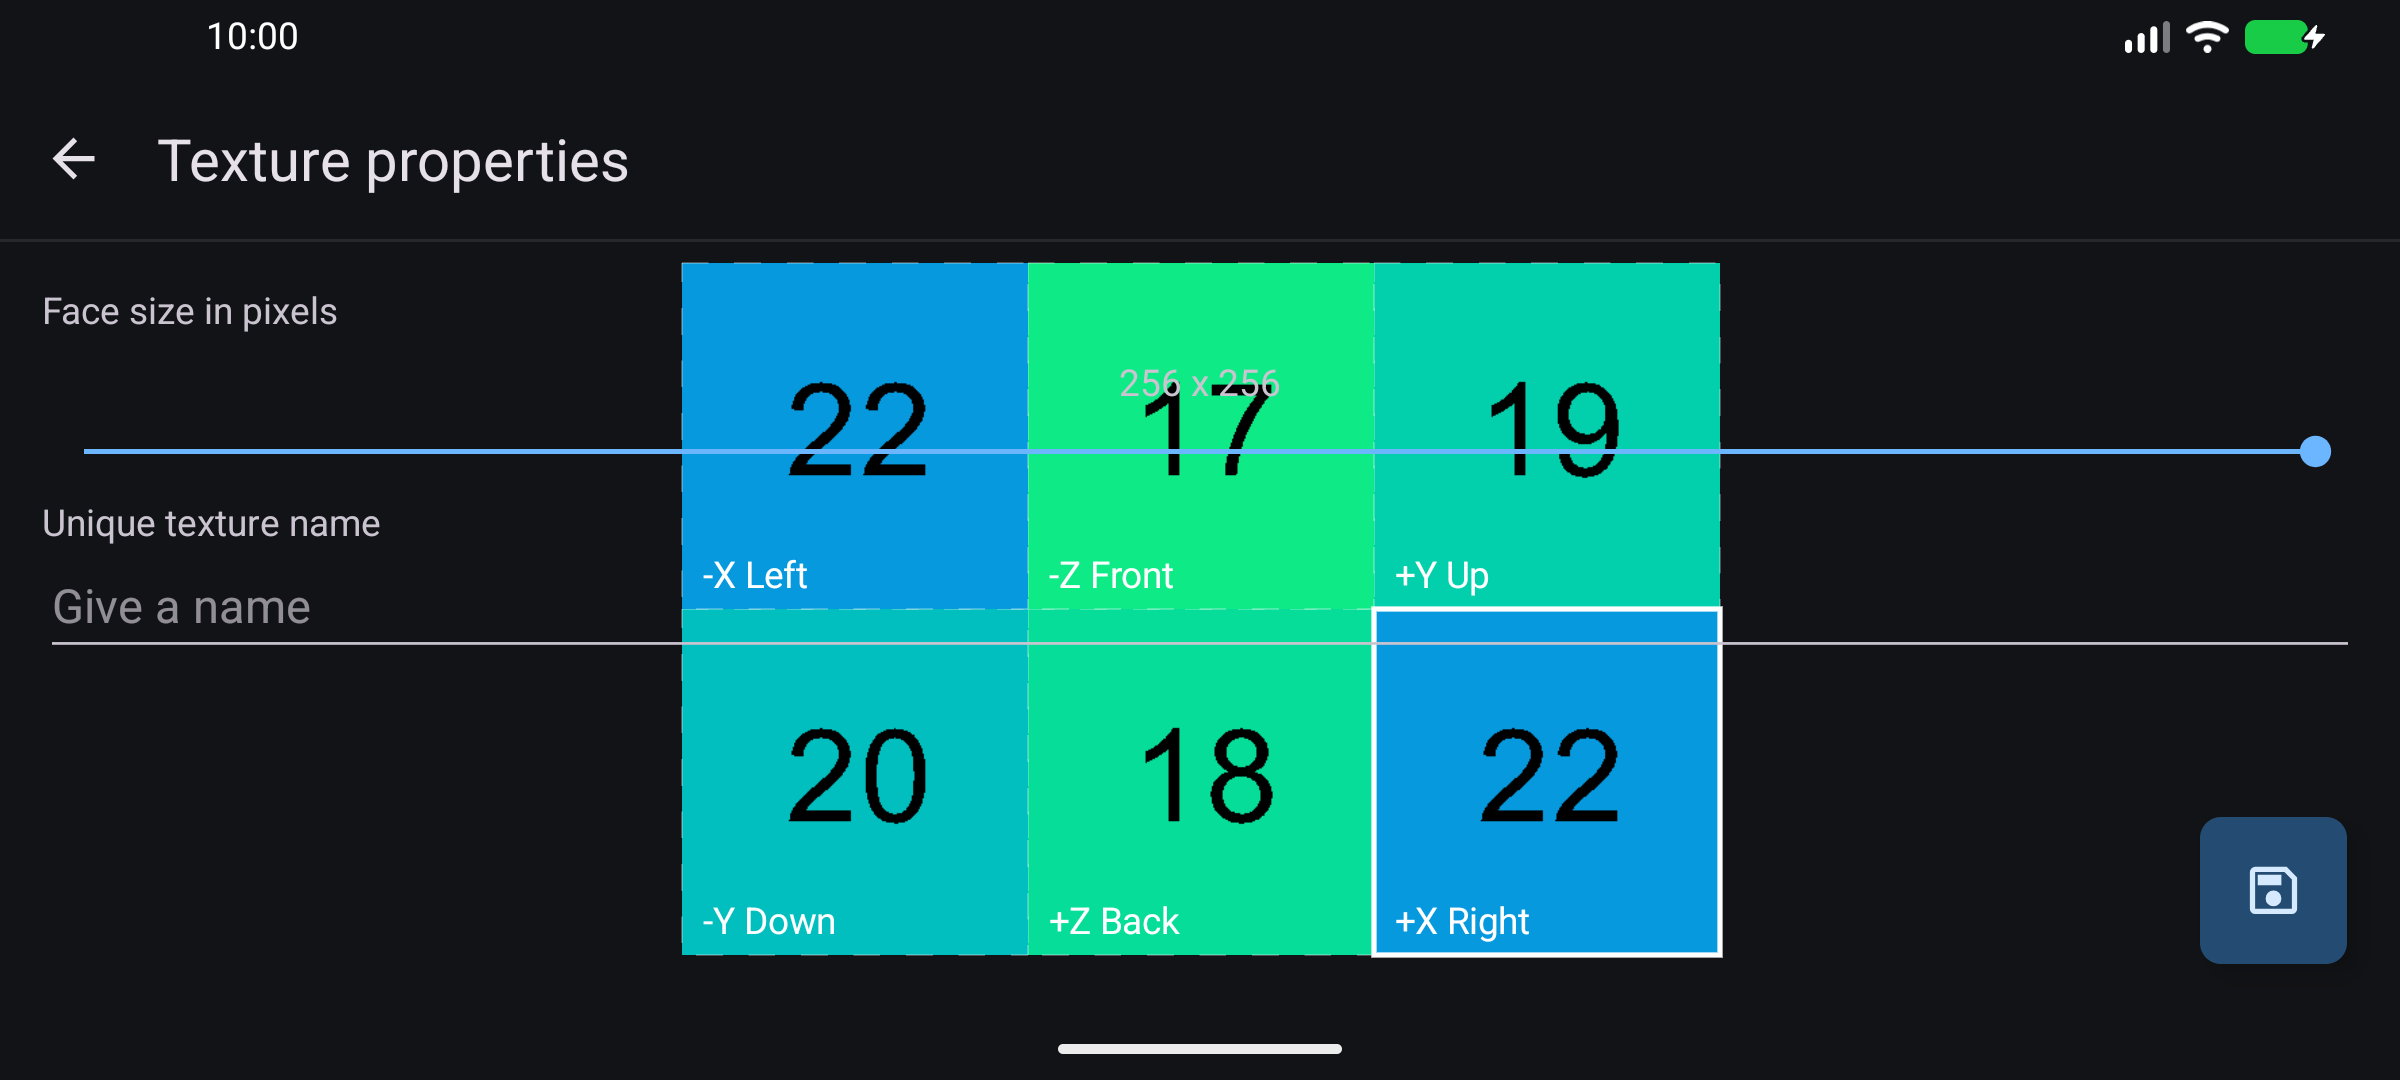 10:00
Texture properties
Face size in pixels
256 x 256
22
17
19
Unique texture name
-X Left
-Z Front
+Y Up
Give a name
20
18
22
-Y Down
+Z Back
+X Right